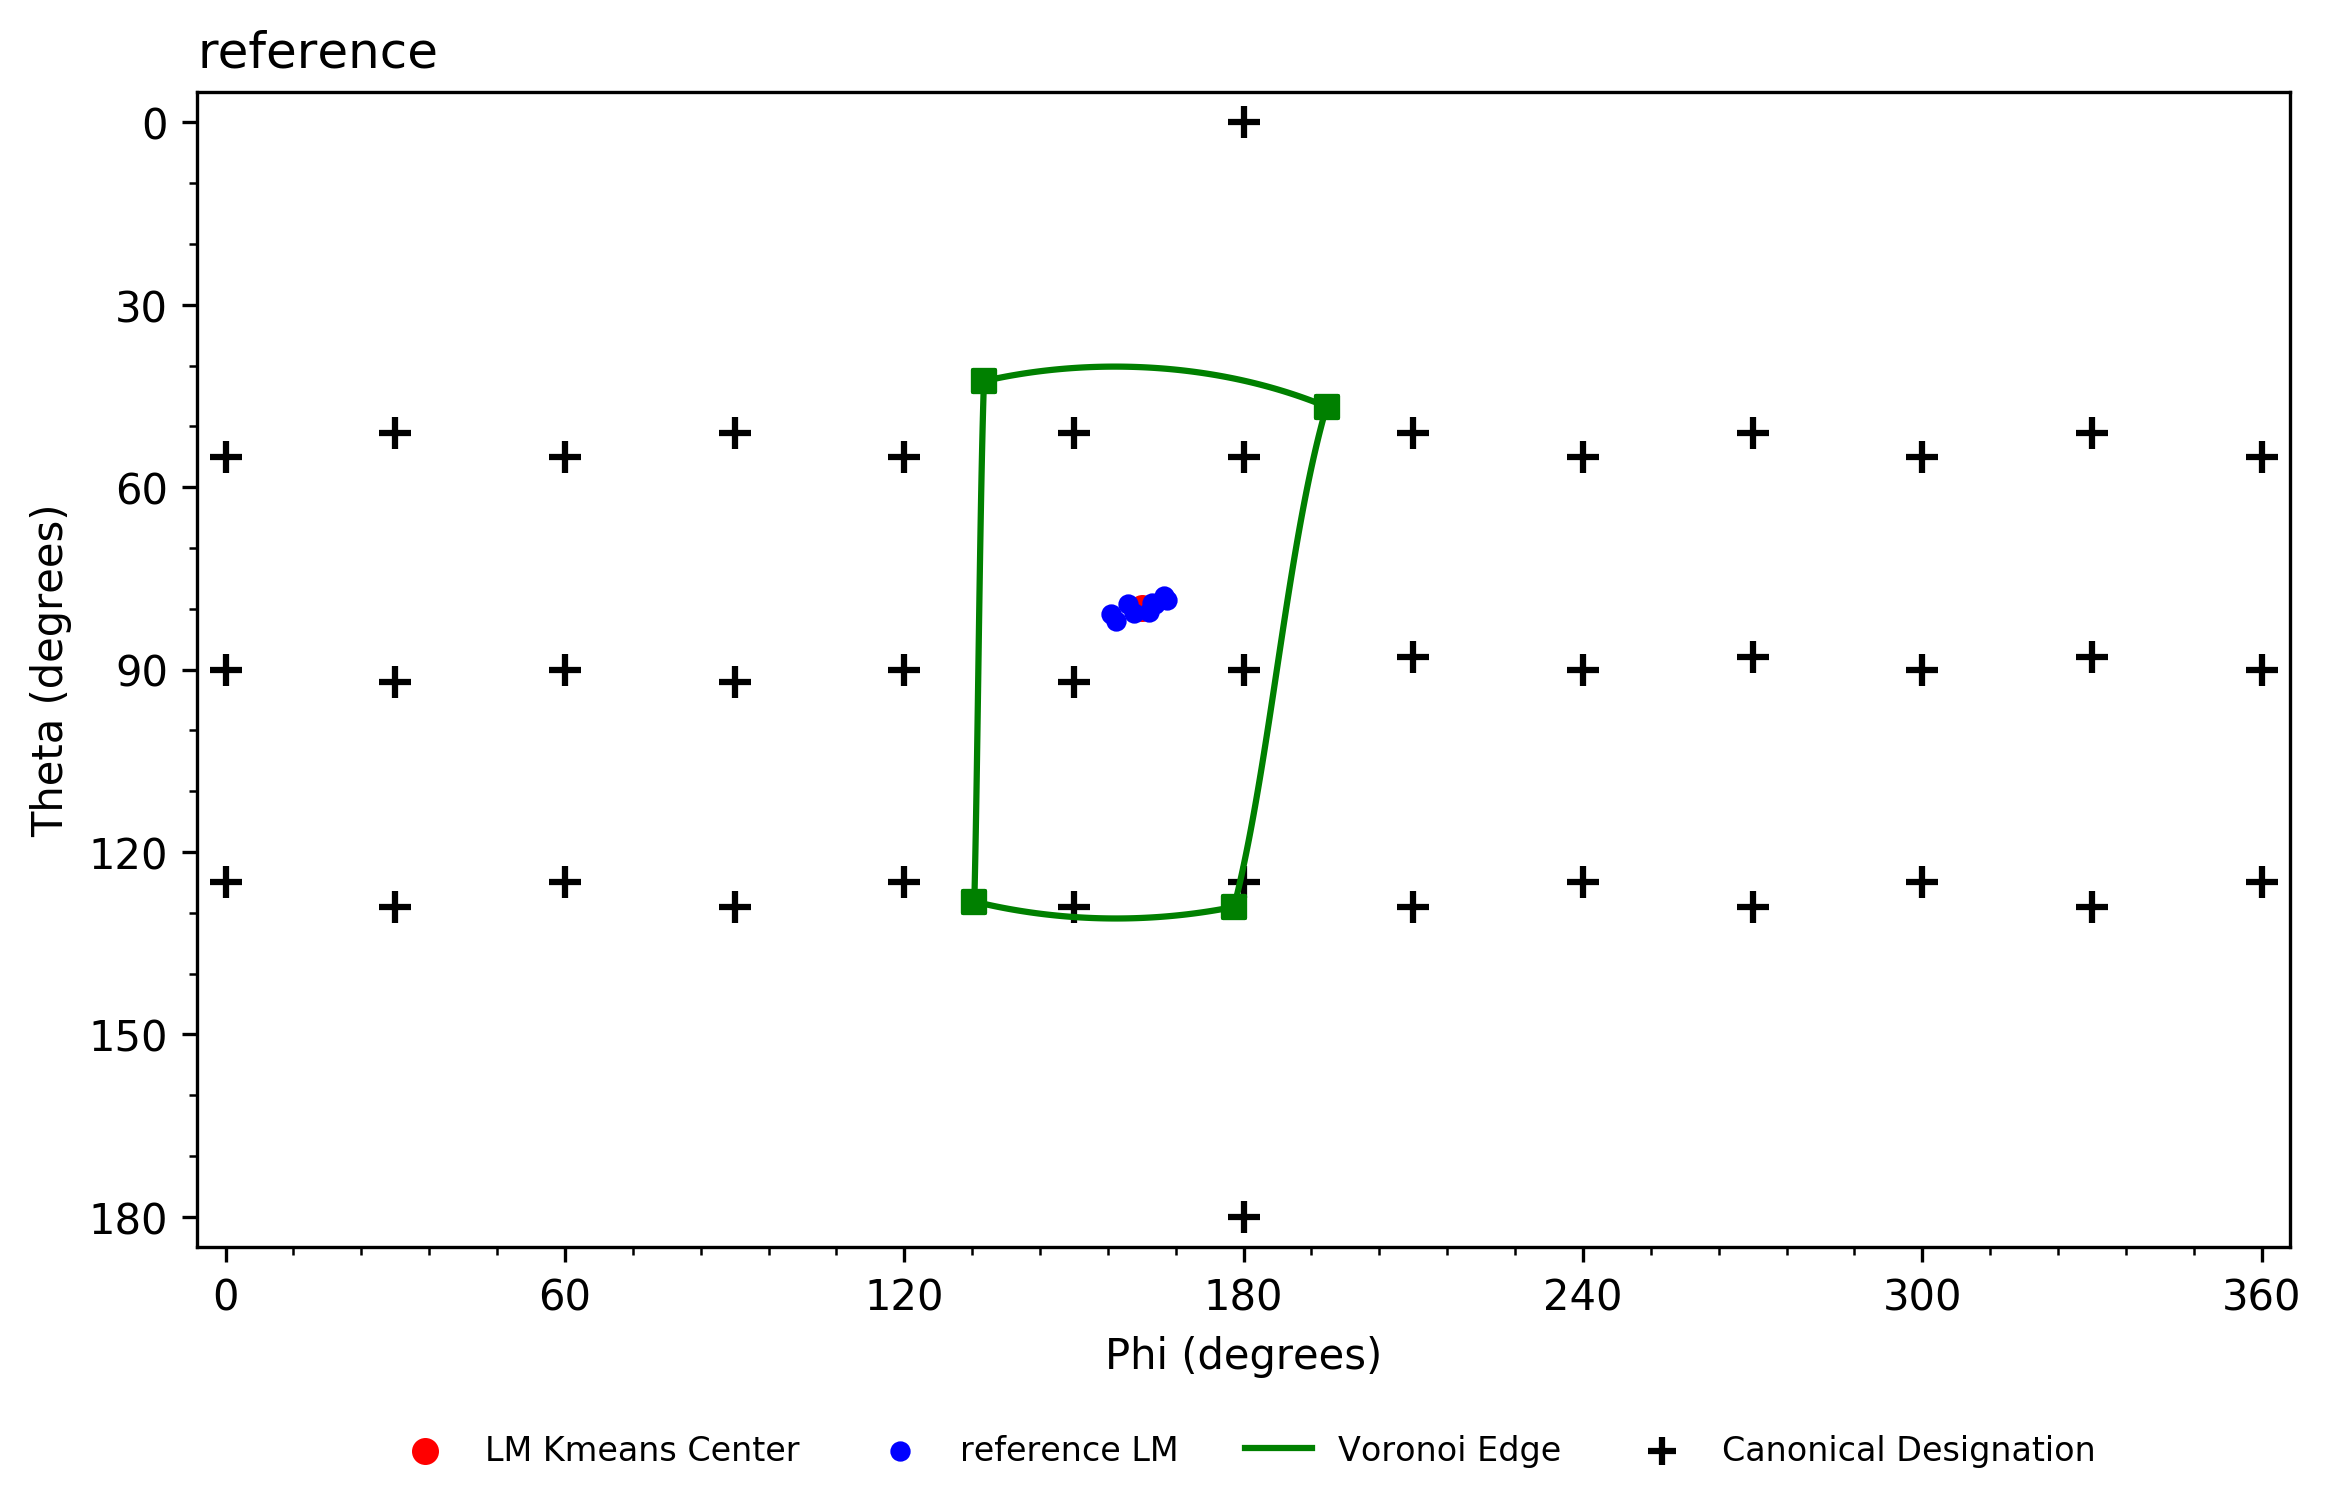 reference
0
30
60
90
120
150
180
Theta (degrees)
0 60 120 180 240 300 360
Phi (degrees)
LM Kmeans Center reference LM Voronoi Edge Canonical Designation